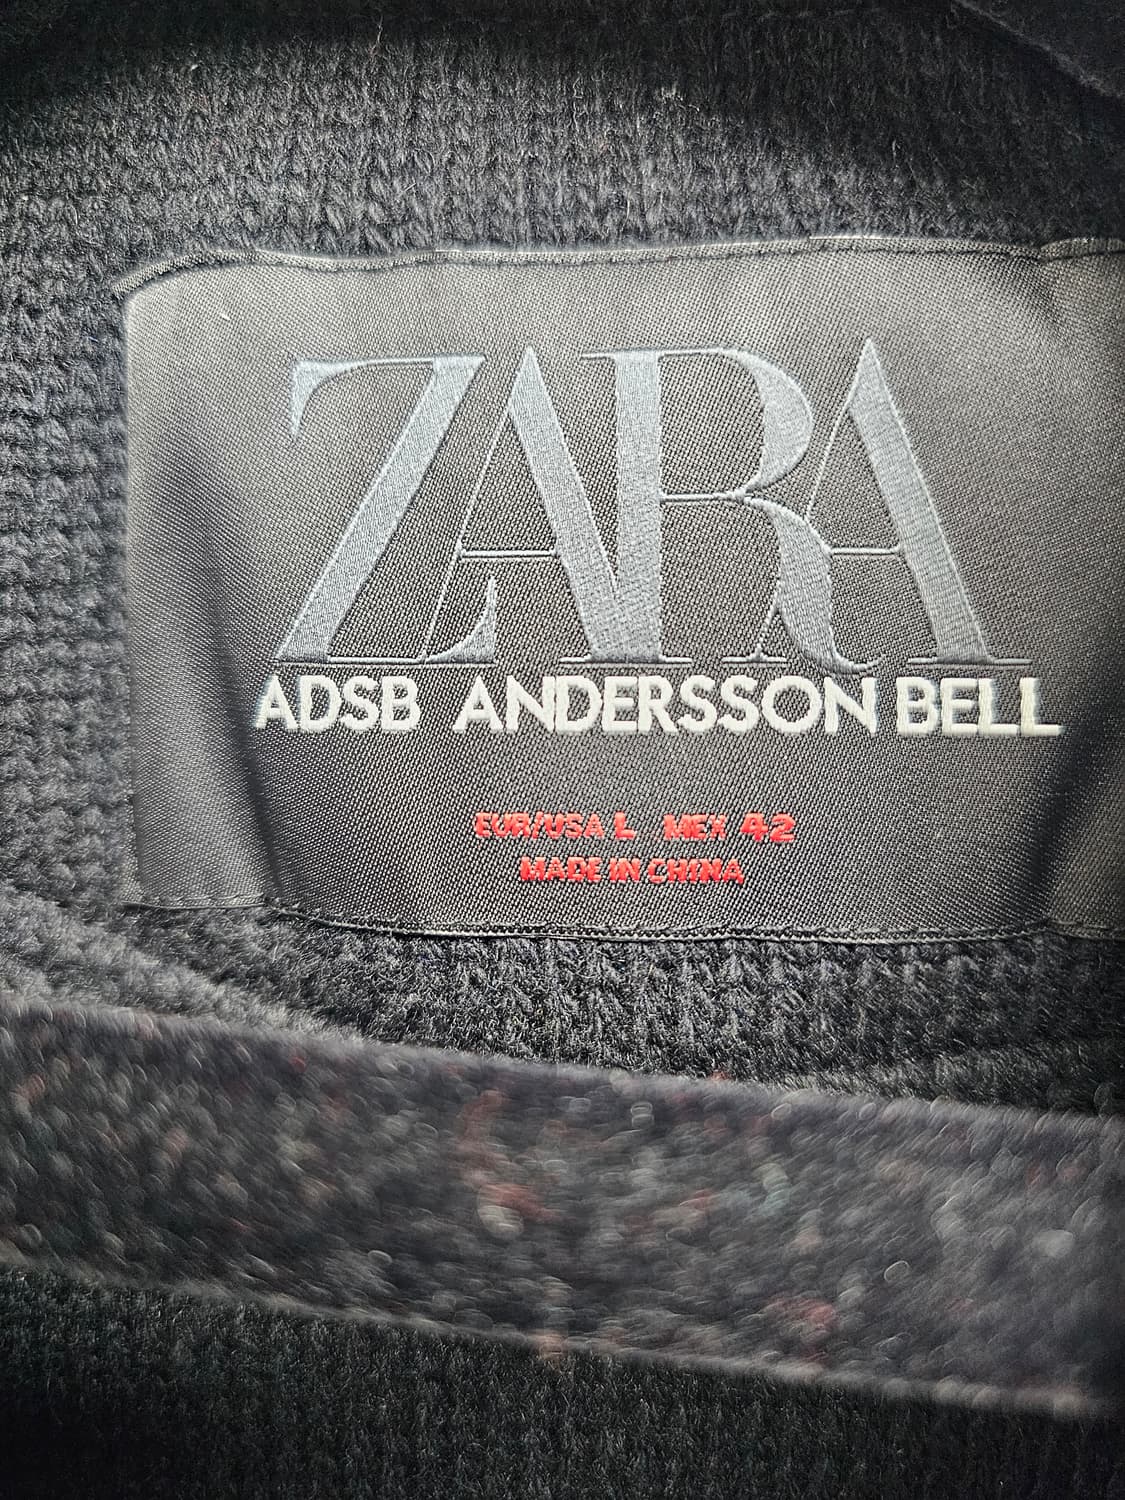 ZARA
ADSB ANDERSSON BELL
EUR/USA L MEX 42
MADE IN CHINA